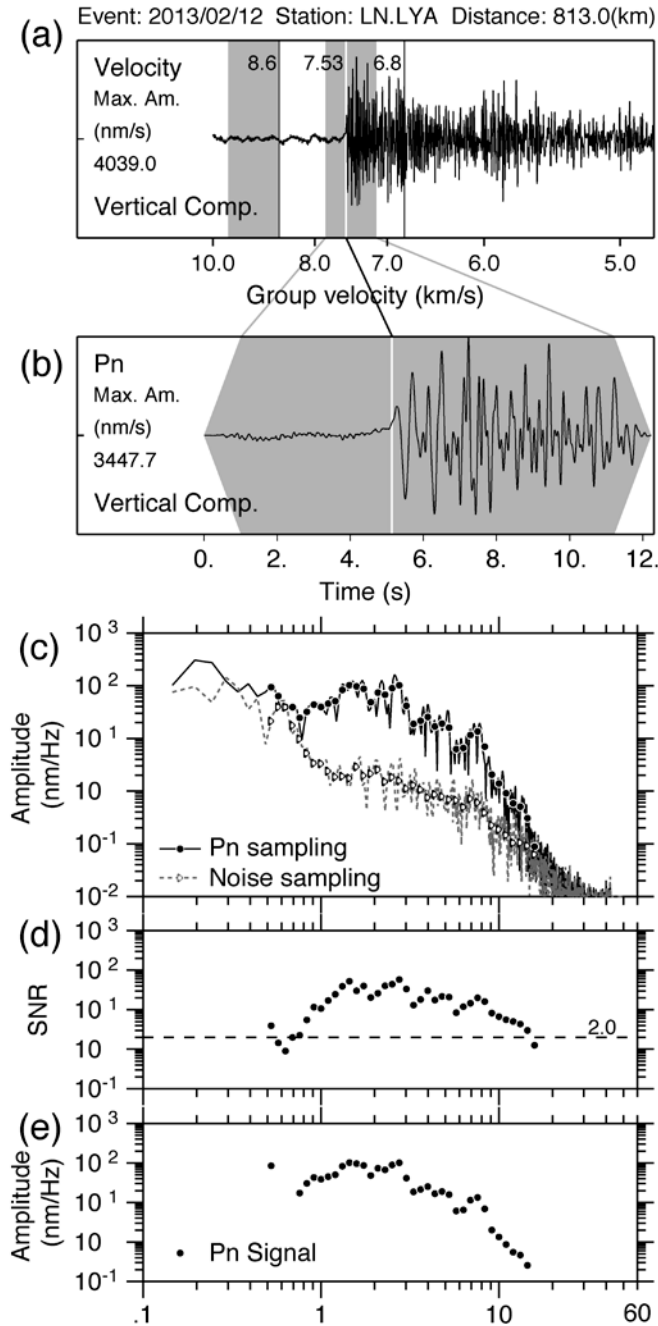 Event: 2013/02/12 Station: LN.LYA Distance: 813.0(km)
(a)
8.6 7.53 6.8
Velocity
Max. Am.
(nm/s)
4039.0
Vertical Comp.
10.0 8.0 7.0 6.0 5.0
Group velocity (km/s)
(b)
Pn
Max. Am.
(nm/s)
3447.7
Vertical Comp.
0. 2. 4. 6. 8. 10. 12.
Time (s)
(c)
Amplitude
(nm/Hz)
10 3
10 2
10 1
10 0
10 -1
10 -2
Pn sampling
Noise sampling
(d)
SNR
10 3
10 2
10 1
10 0
10 -1
2.0
(e)
Amplitude
(nm/Hz)
10 3
10 2
10 1
10 0
10 -1
Pn Signal
.1 1 10 60